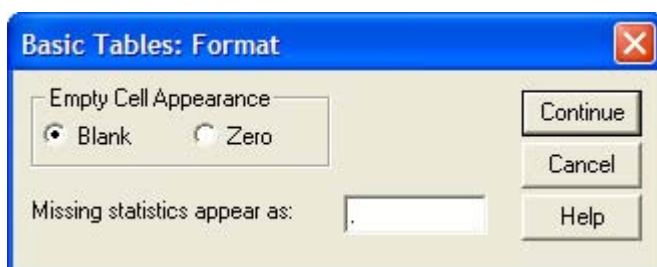 Basic Tables: Format
Empty Cell Appearance
Blank Zero
Continue
Cancel
Missing statistics appear as: .
Help